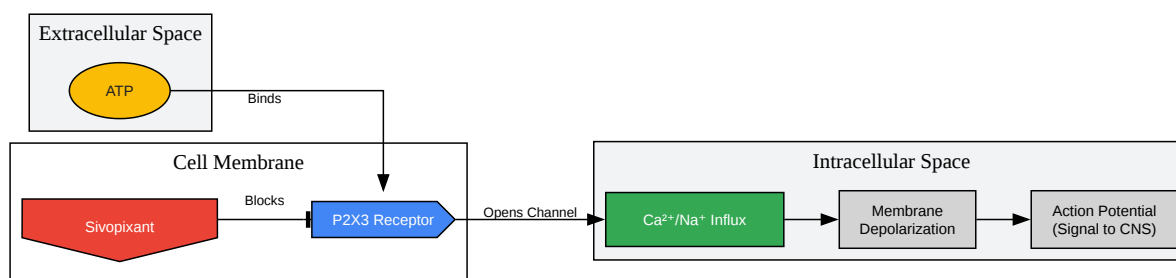 Extracellular Space
ATP
Binds
Cell Membrane
Sivopixant
Blocks
P2X3 Receptor
Opens Channel
Intracellular Space
Ca²⁺/Na⁺ Influx
Membrane
Depolarization
Action Potential
(Signal to CNS)